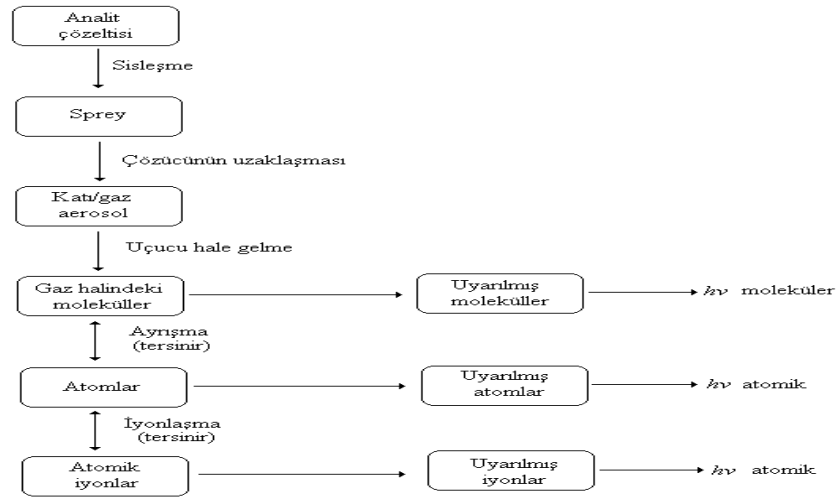 Analit
çözeltisi
Sisleşme
Sprey
Çözücünün uzaklaşması
Katı/gaz
aerosol
Uçucu hale gelme
Gaz halindeki
moleküller
Uyarılmış
moleküller
hν moleküler
Ayrışma
(tersinir)
Atomlar
Uyarılmış
atomlar
hν atomik
İyonlaşma
(tersinir)
Atomik
iyonlar
Uyarılmış
iyonlar
hν atomik